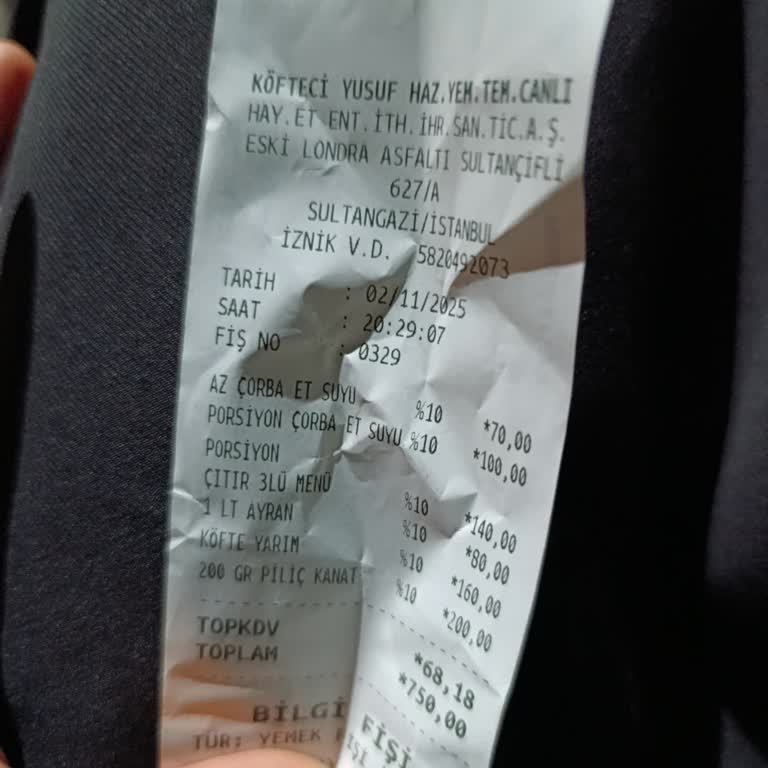 KÖFTECİ YUSUF HAZ.YEM.TEM.CANLI
HAY.ET ENT.İTH.İHR.SAN.TİC.A.Ş.
ESKİ LONDRA ASFALTI SULTANÇİFLİ
627/A
SULTANGAZİ/İSTANBUL
İZNİK V.D. 5820492073
TARİH : 02/11/2025
SAAT : 20:29:07
FİŞ NO : 0329
AZ ÇORBA ET SUYU %10 *70,00
PORSİYON ÇORBA ET SUYU %10 *100,00
PORSİYON
ÇITIR 3LÜ MENÜ %10 *140,00
1 LT AYRAN %10 *80,00
KÖFTE YARIM %10 *160,00
200 GR PİLİÇ KANAT %10 *200,00
TOPKDV *68,18
TOPLAM *750,00
BİLGİ FİŞİ
TÜR: YEMEK